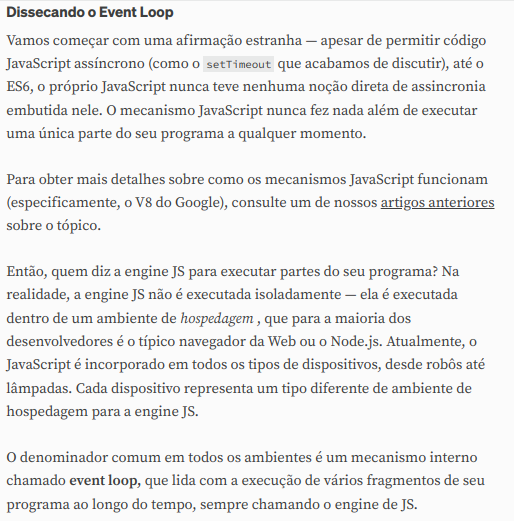 Dissecando o Event Loop
Vamos começar com uma afirmação estranha — apesar de permitir código
JavaScript assíncrono (como o setTimeout que acabamos de discutir), até o
ES6, o próprio JavaScript nunca teve nenhuma noção direta de assincronia
embutida nele. O mecanismo JavaScript nunca fez nada além de executar
uma única parte do seu programa a qualquer momento.
Para obter mais detalhes sobre como os mecanismos JavaScript funcionam
(especificamente, o V8 do Google), consulte um de nossos artigos anteriores
sobre o tópico.
Então, quem diz a engine JS para executar partes do seu programa? Na
realidade, a engine JS não é executada isoladamente — ela é executada
dentro de um ambiente de hospedagem , que para a maioria dos
desenvolvedores é o típico navegador da Web ou o Node.js. Atualmente, o
JavaScript é incorporado em todos os tipos de dispositivos, desde robôs até
lâmpadas. Cada dispositivo representa um tipo diferente de ambiente de
hospedagem para a engine JS.
O denominador comum em todos os ambientes é um mecanismo interno
chamado event loop, que lida com a execução de vários fragmentos de seu
programa ao longo do tempo, sempre chamando o engine de JS.